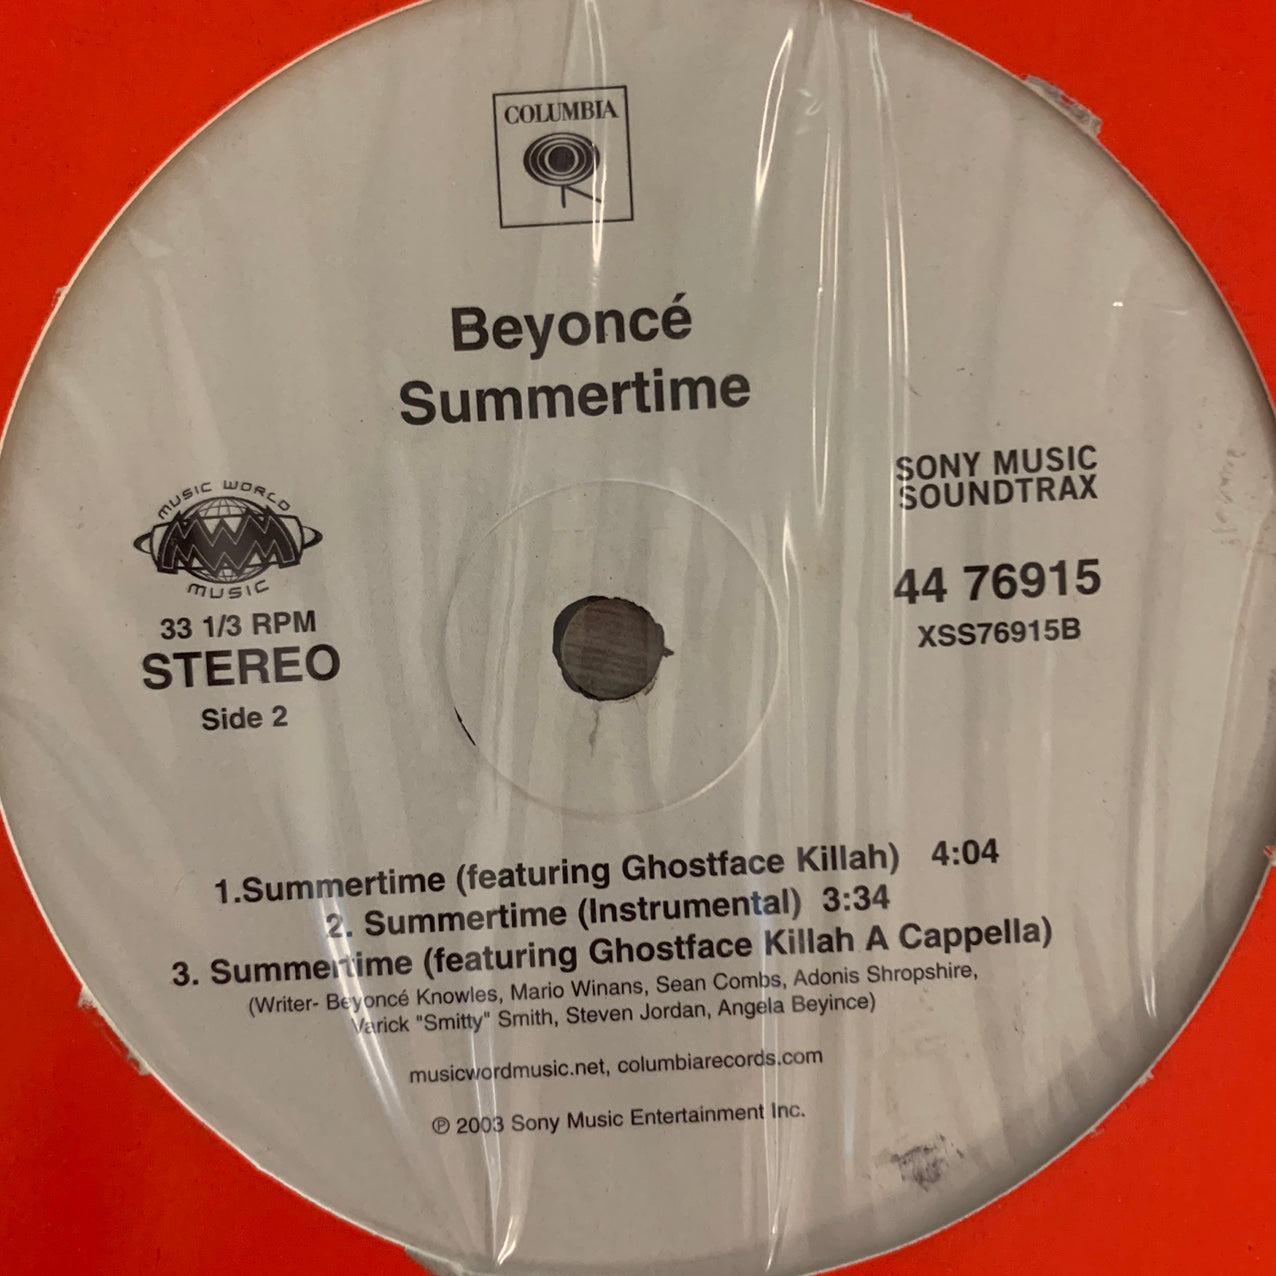 COLUMBIA
Beyoncé
Summertime
SONY MUSIC
SOUNDTRAX
44 76915
XSS76915B
MUSIC WORLD
MWM
MUSIC
33 1/3 RPM
STEREO
Side 2
1.Summertime (featuring Ghostface Killah) 4:04
2. Summertime (Instrumental) 3:34
3. Summertime (featuring Ghostface Killah A Cappella)
(Writer- Beyoncé Knowles, Mario Winans, Sean Combs, Adonis Shropshire,
Varick "Smitty" Smith, Steven Jordan, Angela Beyince)
musicwordmusic.net, columbiarecords.com
℗ 2003 Sony Music Entertainment Inc.